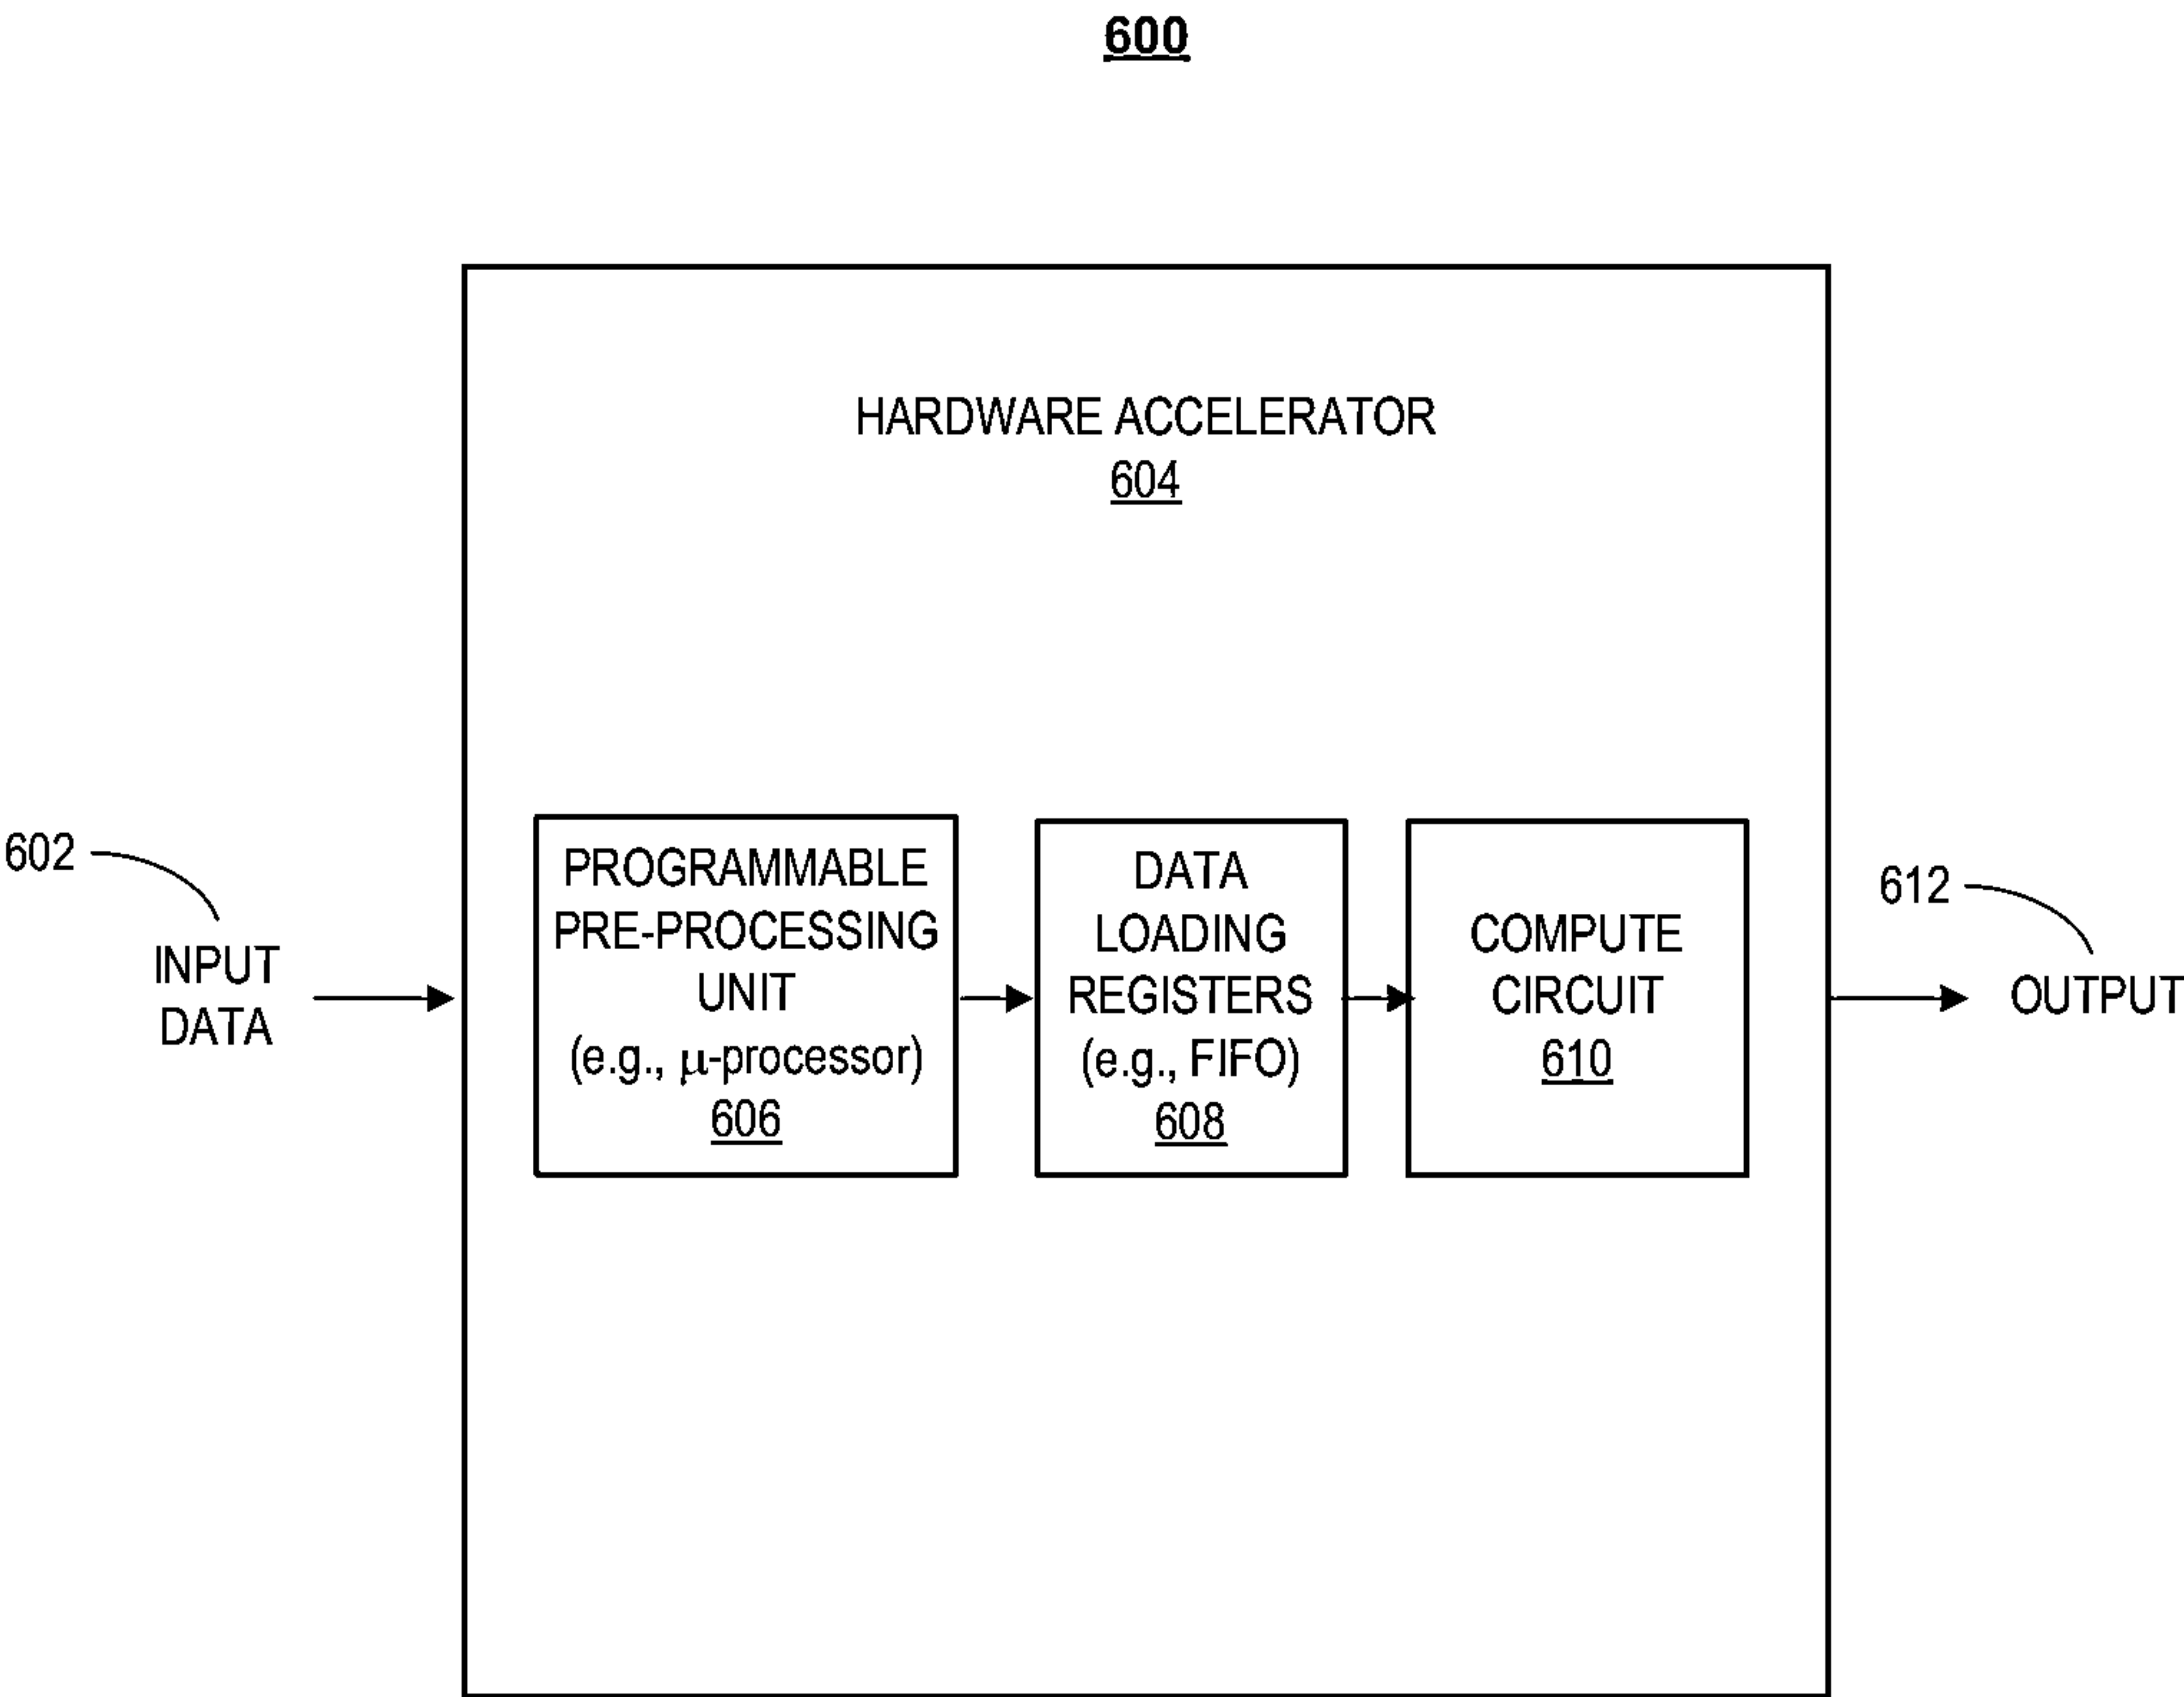 600
HARDWARE ACCELERATOR
604
602
INPUT
DATA
PROGRAMMABLE
PRE-PROCESSING
UNIT
(e.g., μ-processor)
606
DATA
LOADING
REGISTERS
(e.g., FIFO)
608
COMPUTE
CIRCUIT
610
612
OUTPUT